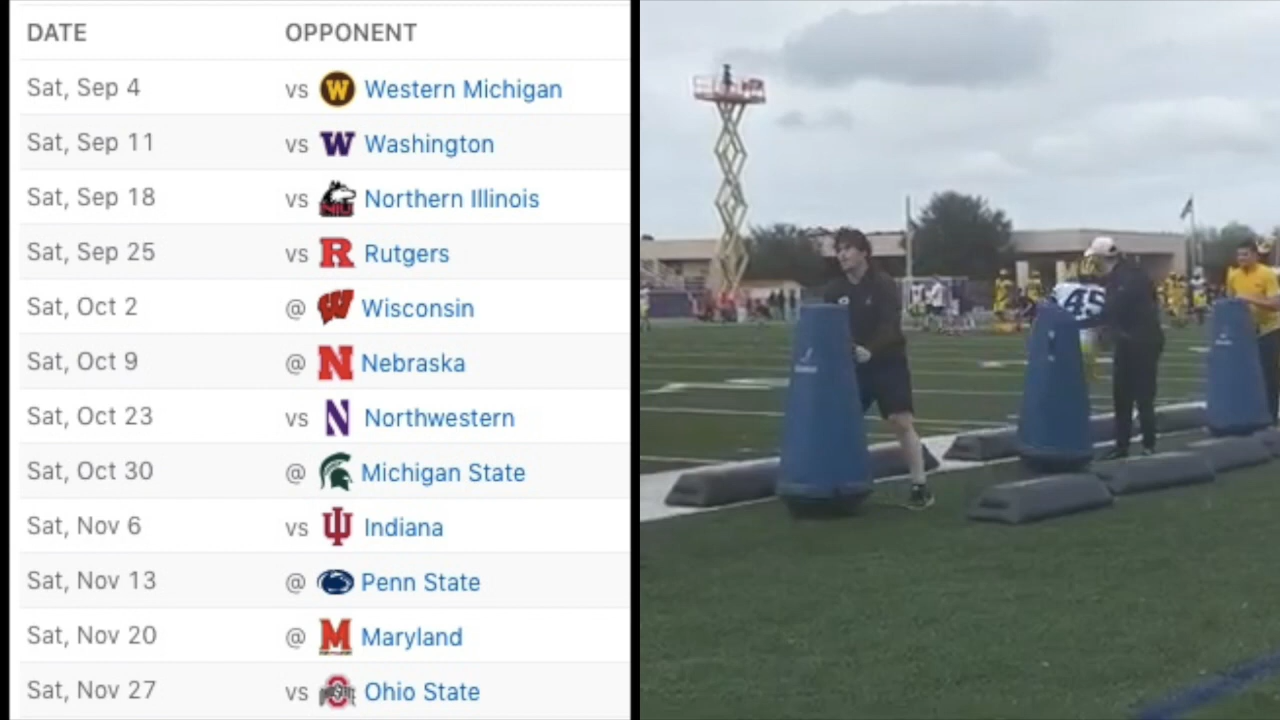 DATE OPPONENT
Sat, Sep 4 vs W Western Michigan
Sat, Sep 11 vs W Washington
Sat, Sep 18 vs NIU Northern Illinois
Sat, Sep 25 vs R Rutgers
Sat, Oct 2 @ W Wisconsin
Sat, Oct 9 @ N Nebraska
Sat, Oct 23 vs N Northwestern
Sat, Oct 30 @ Michigan State
Sat, Nov 6 vs Indiana
Sat, Nov 13 @ Penn State
Sat, Nov 20 @ M Maryland
Sat, Nov 27 vs Ohio State
45